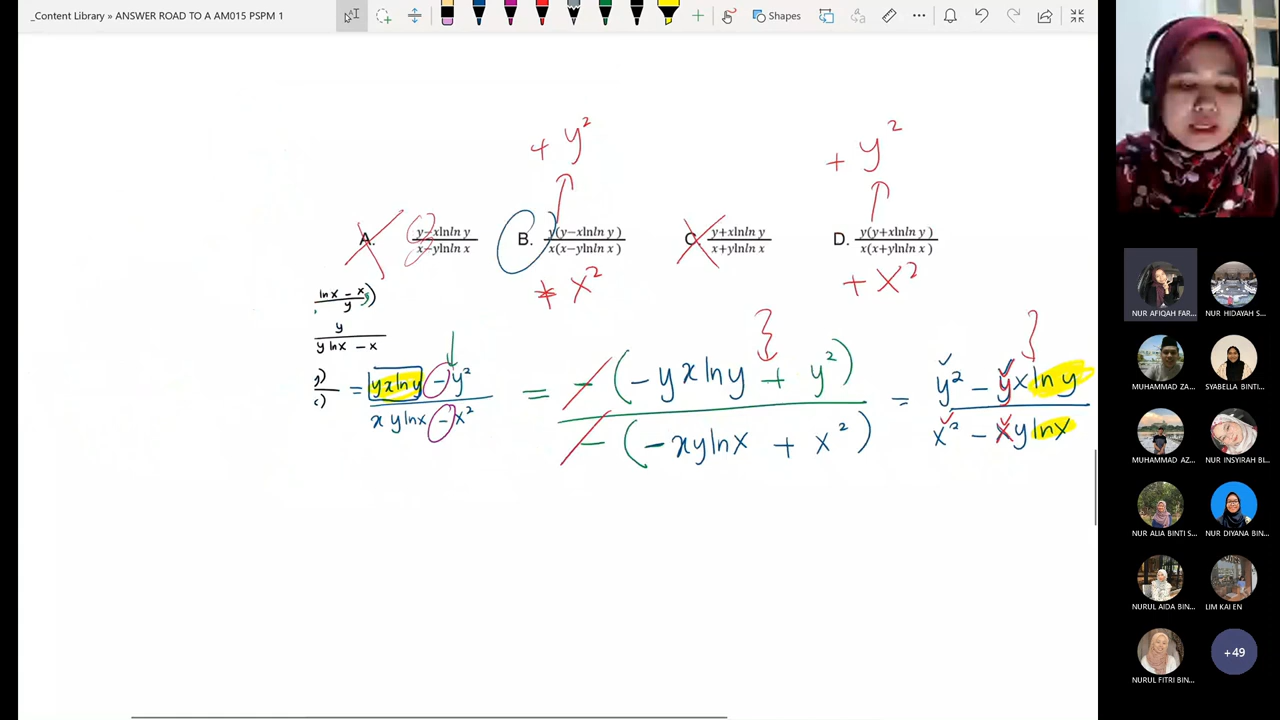 _Content Library » ANSWER ROAD TO A AM015 PSPM 1
Shapes
+ y² + y²
A. y−xlnln y / x−ylnln x B. y(y−xlnln y ) / x(x−ylnln x ) C. y+xlnln y / x+ylnln x D. y(y+xlnln y ) / x(x+ylnln x )
x² + x²
lnx − x
y
y
y lnx − x
= yxlny − y² / xylnx − x² = −(−yxlny + y²) / −(−xylnx + x²) = y² − yxlny / x² − xylnx
NUR AFIQAH FAR...
NUR HIDAYAH S...
MUHAMMAD ZA...
SYABELLA BINTI...
MUHAMMAD AZ...
NUR INSYIRAH BI...
NUR ALIA BINTI S...
NUR DIYANA BIN...
NURUL AIDA BIN...
LIM KAI EN
NURUL FITRI BIN...
+49